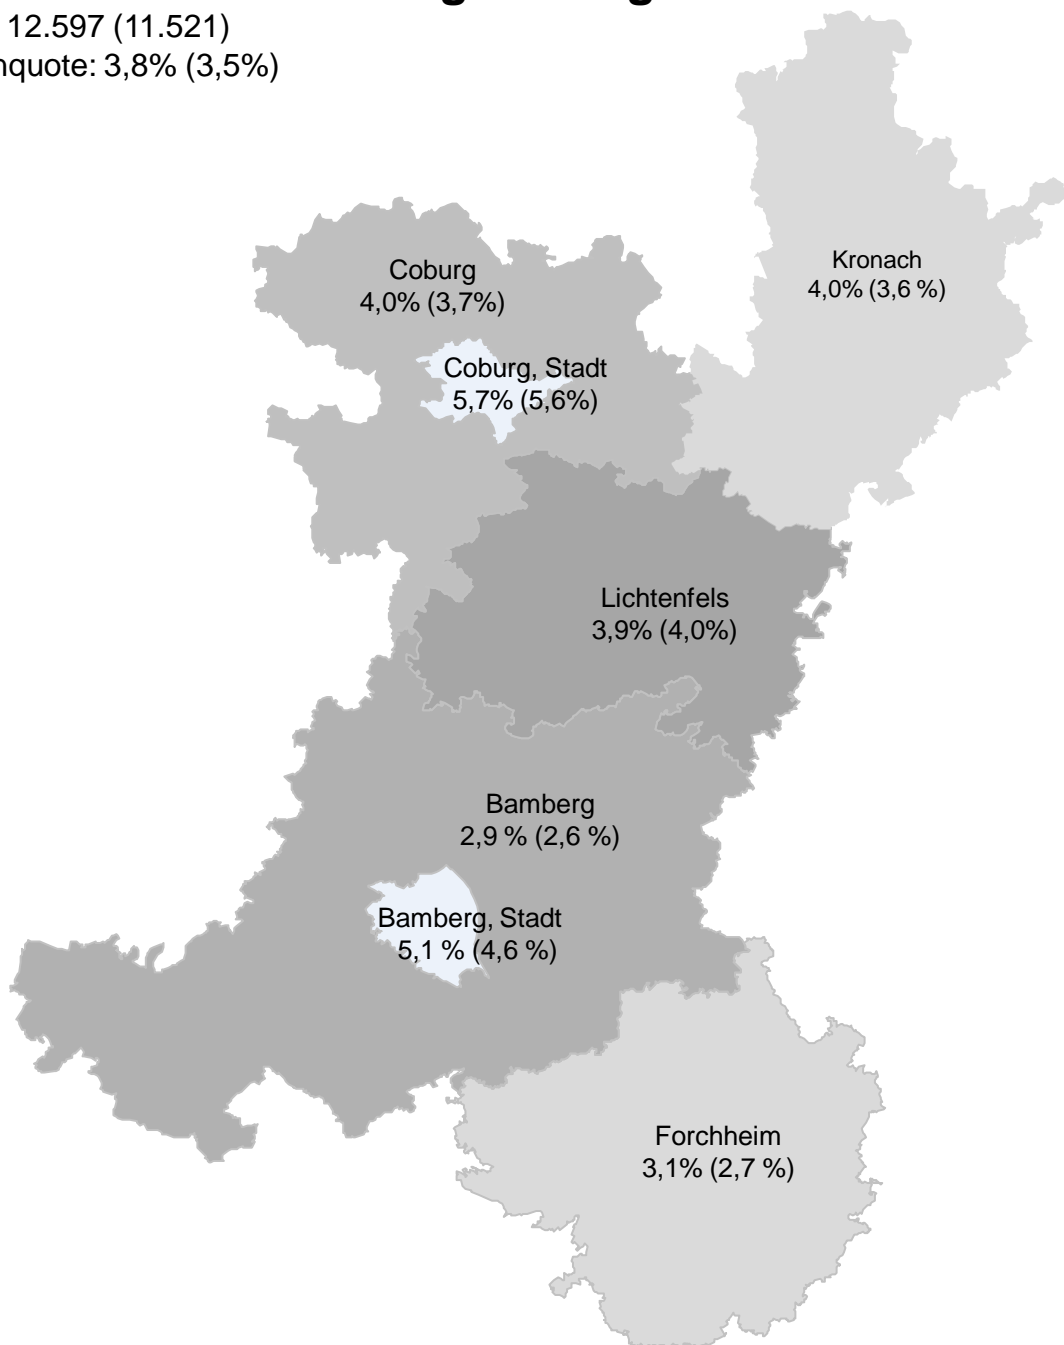 12.597 (11.521)
nquote: 3,8% (3,5%)
Kronach
4,0% (3,6 %)
Coburg
4,0% (3,7%)
Coburg, Stadt
5,7% (5,6%)
Lichtenfels
3,9% (4,0%)
Bamberg
2,9 % (2,6 %)
Bamberg, Stadt
5,1 % (4,6 %)
Forchheim
3,1% (2,7 %)